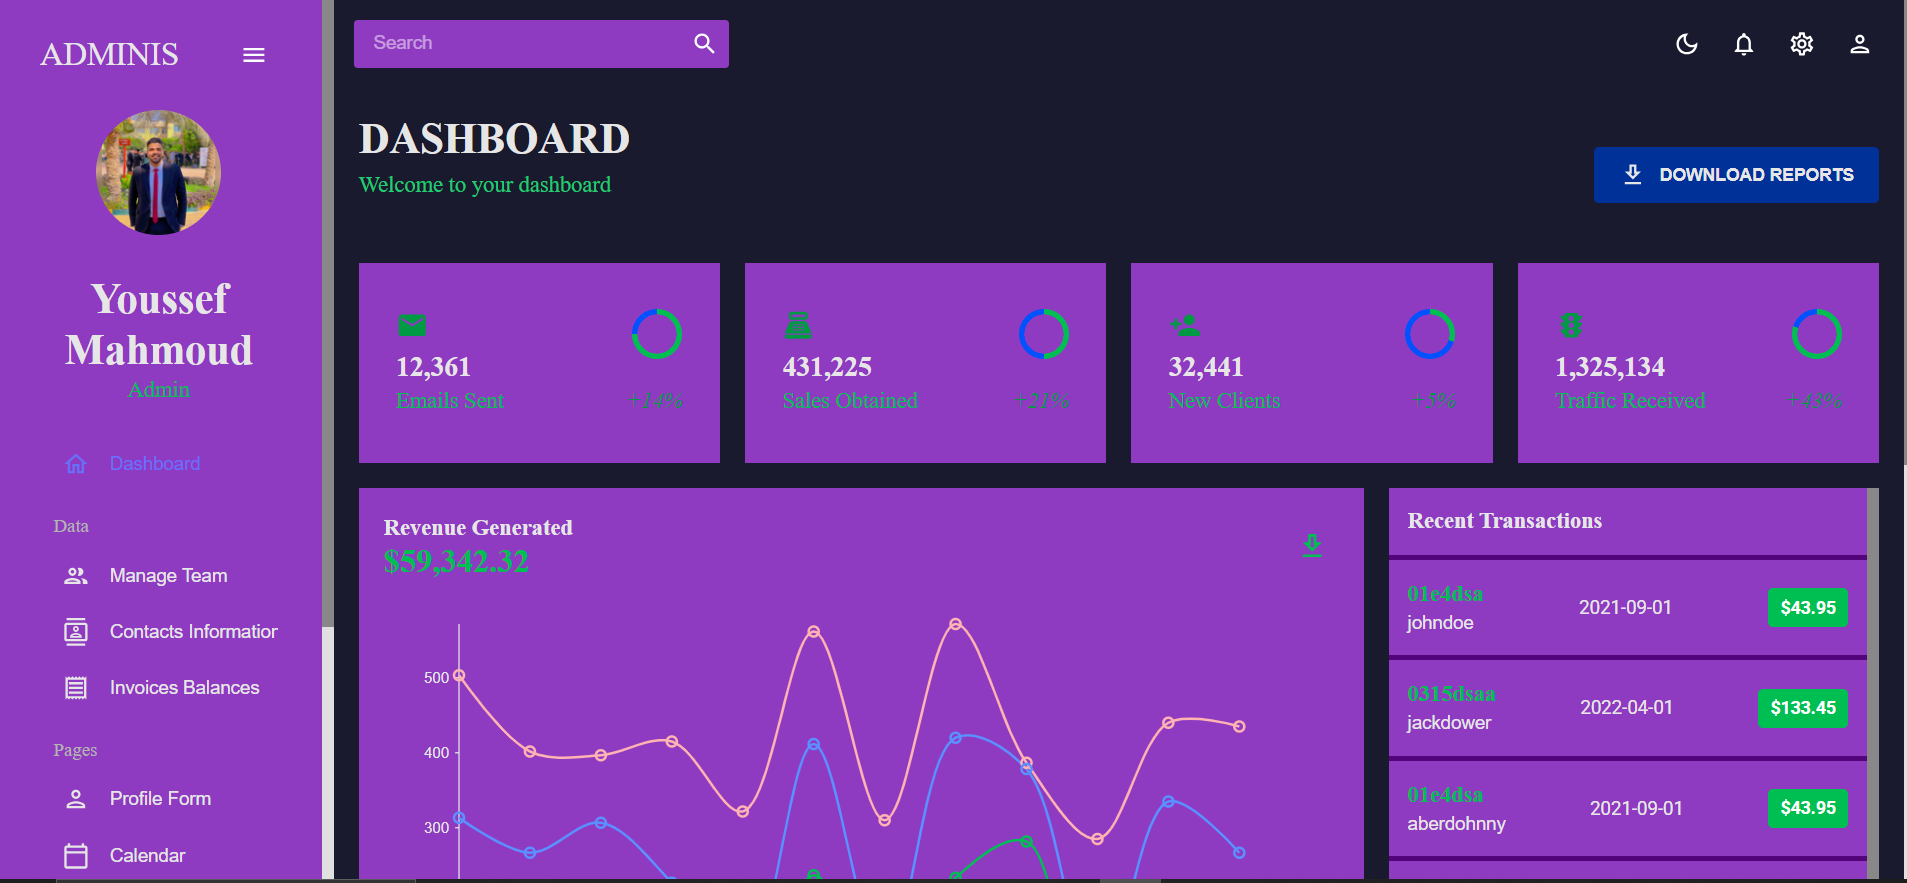 ADMINIS
Search
Youssef
Mahmoud
Admin
Dashboard
Data
Manage Team
Contacts Information
Invoices Balances
Pages
Profile Form
Calendar
DASHBOARD
Welcome to your dashboard
DOWNLOAD REPORTS
12,361
Emails Sent
+14%
431,225
Sales Obtained
+21%
32,441
New Clients
+5%
1,325,134
Traffic Received
+43%
Revenue Generated
$59,342.32
500
400
300
Recent Transactions
01e4dsa
johndoe
2021-09-01
$43.95
0315dsaa
jackdower
2022-04-01
$133.45
01e4dsa
aberdohnny
2021-09-01
$43.95